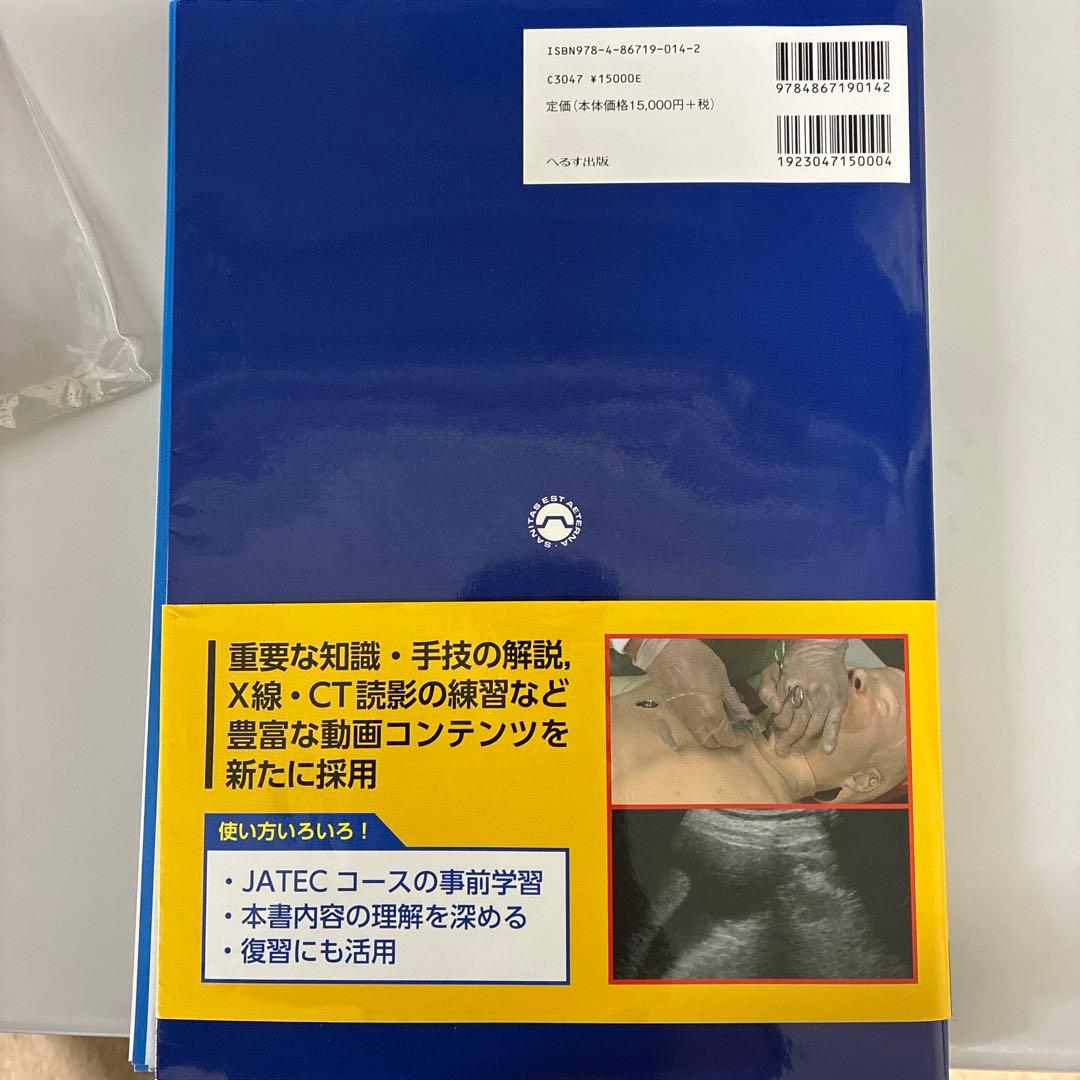 ISBN978-4-86719-014-2
C3047 ¥15000E
定価(本体価格15,000円+税)
へるす出版
9784867190142
1923047150004
SANITAS EST AETERNA・
重要な知識・手技の解説,
X線・CT読影の練習など
豊富な動画コンテンツを
新たに採用
使い方いろいろ!
・JATECコースの事前学習
・本書内容の理解を深める
・復習にも活用